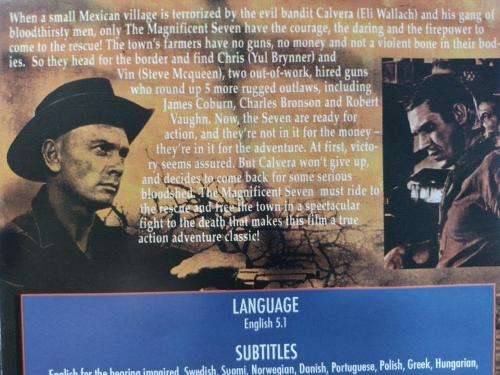 When a small Mexican village is terrorized by the evil bandit Calvera (Eli Wallach) and his gang of
bloodthirsty men, only The Magnificent Seven have the courage, the daring and the firepower to
come to the rescue! The town's farmers have no guns, no money and not a violent bone in their bod-
ies. So they head for the border and find Chris (Yul Brynner) and
Vin (Steve Mcqueen), two out-of-work, hired guns
who round up 5 more rugged outlaws, including
James Coburn, Charles Bronson and Robert
Vaughn. Now, the Seven are ready for
action, and they're not in it for the money –
they're in it for the adventure. At first, victo-
ry seems assured. But Calvera won't give up,
and decides to come back for some serious
bloodshed. The Magnificent Seven must ride to
the rescue and free the town in a spectacular
fight to the death that makes this film a true
action adventure classic!
LANGUAGE
English 5.1
SUBTITLES
English for the hearing impaired, Swedish, Suomi, Norwegian, Danish, Portuguese, Polish, Greek, Hungarian,